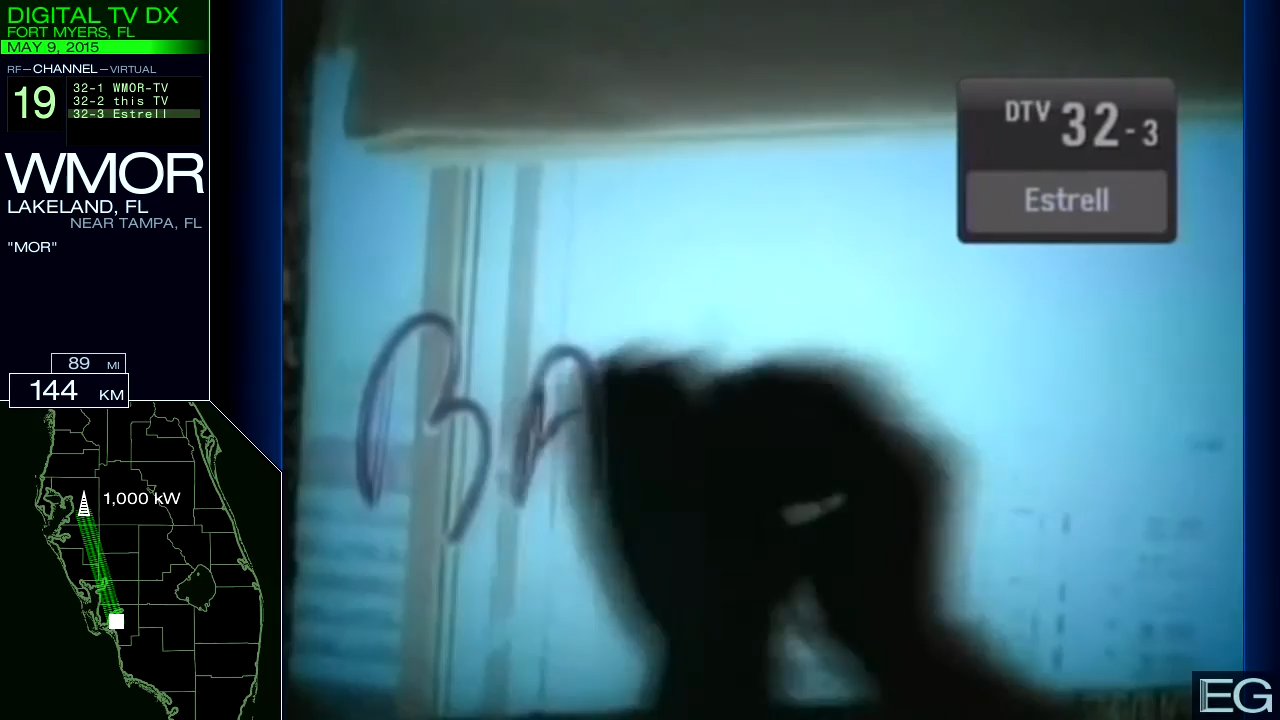 DIGITAL TV DX
FORT MYERS, FL
MAY 9, 2015
RF–CHANNEL–VIRTUAL
19
32-1 WMOR-TV
32-2 this TV
32-3 Estrell
WMOR
LAKELAND, FL
NEAR TAMPA, FL
"MOR"
89 MI
144 KM
1,000 kW
DTV 32-3
Estrell
EG